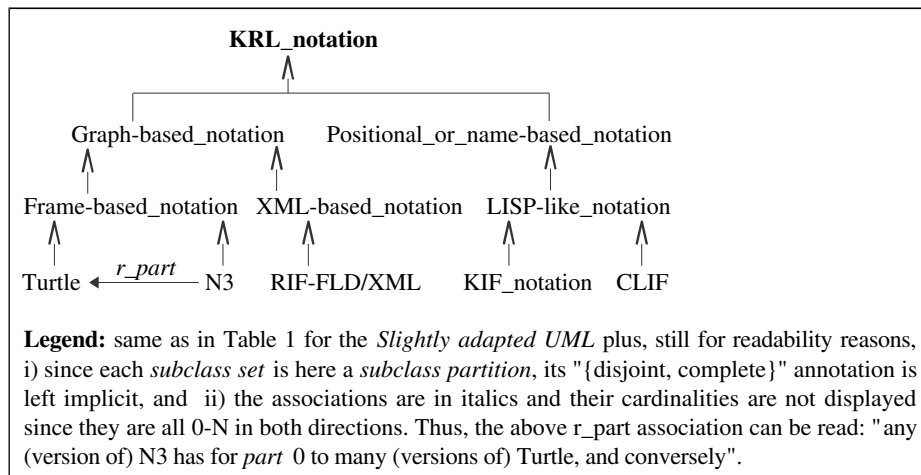 KRL_notation
Graph-based_notation Positional_or_name-based_notation
Frame-based_notation XML-based_notation LISP-like_notation
Turtle r_part N3 RIF-FLD/XML KIF_notation CLIF
Legend: same as in Table 1 for the Slightly adapted UML plus, still for readability reasons,
i) since each subclass set is here a subclass partition, its "{disjoint, complete}" annotation is
left implicit, and ii) the associations are in italics and their cardinalities are not displayed
since they are all 0-N in both directions. Thus, the above r_part association can be read: "any
(version of) N3 has for part 0 to many (versions of) Turtle, and conversely".